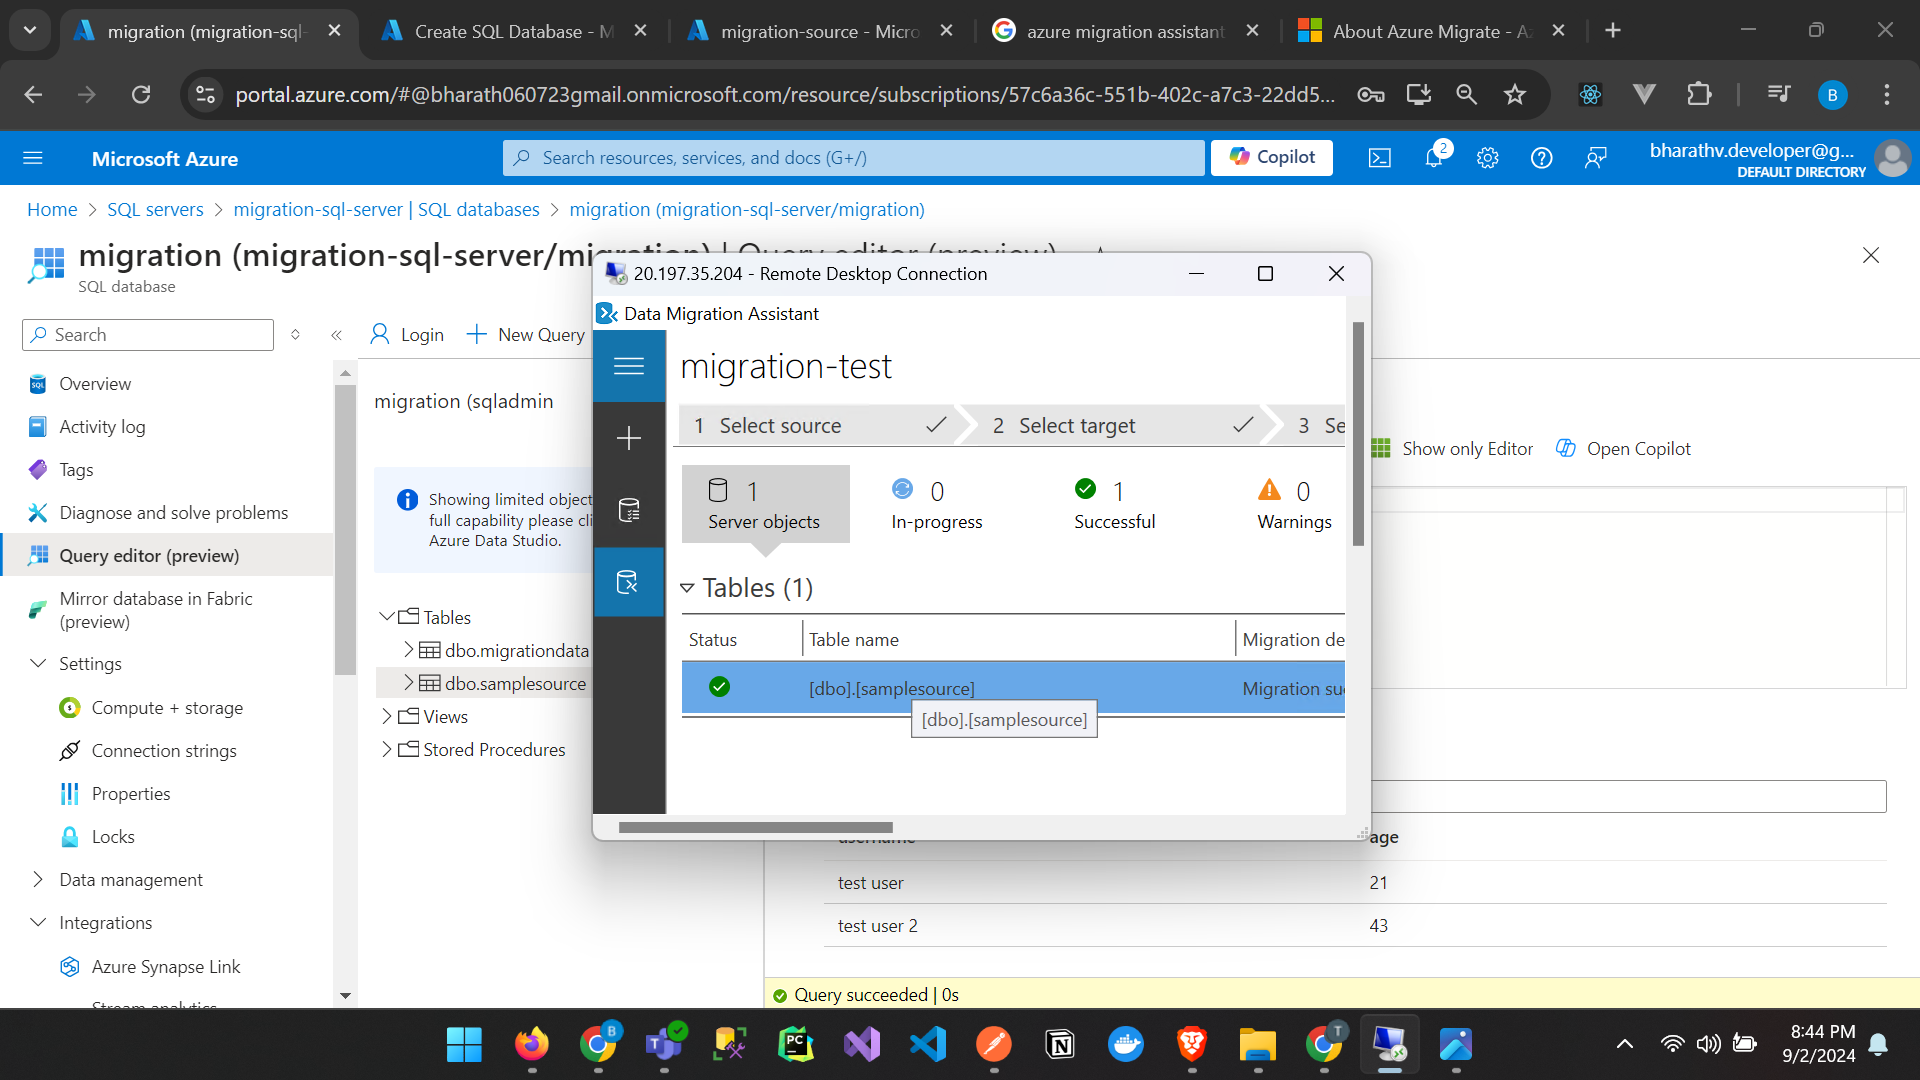 migration (migration-sql-
Create SQL Database - M
migration-source - Micro
azure migration assistant
About Azure Migrate - Az
portal.azure.com/#@bharath060723gmail.onmicrosoft.com/resource/subscriptions/57c6a36c-551b-402c-a7c3-22dd5...
B
Microsoft Azure
Search resources, services, and docs (G+/)
Copilot
2
bharathv.developer@g...
DEFAULT DIRECTORY
Home > SQL servers > migration-sql-server | SQL databases > migration (migration-sql-server/migration)
migration (migration-sql-server/migration) | Query editor (preview)
SQL database
Search
Login
New Query
Overview
Activity log
Tags
Diagnose and solve problems
Query editor (preview)
Mirror database in Fabric
(preview)
Settings
Compute + storage
Connection strings
Properties
Locks
Data management
Integrations
Azure Synapse Link
Stream analytics
migration (sqladmin
Showing limited object
full capability please cli
Azure Data Studio.
Tables
dbo.migrationdata
dbo.samplesource
Views
Stored Procedures
20.197.35.204 - Remote Desktop Connection
Data Migration Assistant
migration-test
1 Select source
2 Select target
3 Se
1
Server objects
0
In-progress
1
Successful
0
Warnings
Tables (1)
Status
Table name
Migration de
[dbo].[samplesource]
Migration su
[dbo].[samplesource]
Show only Editor
Open Copilot
username
age
test user
21
test user 2
43
Query succeeded | 0s
8:44 PM
9/2/2024